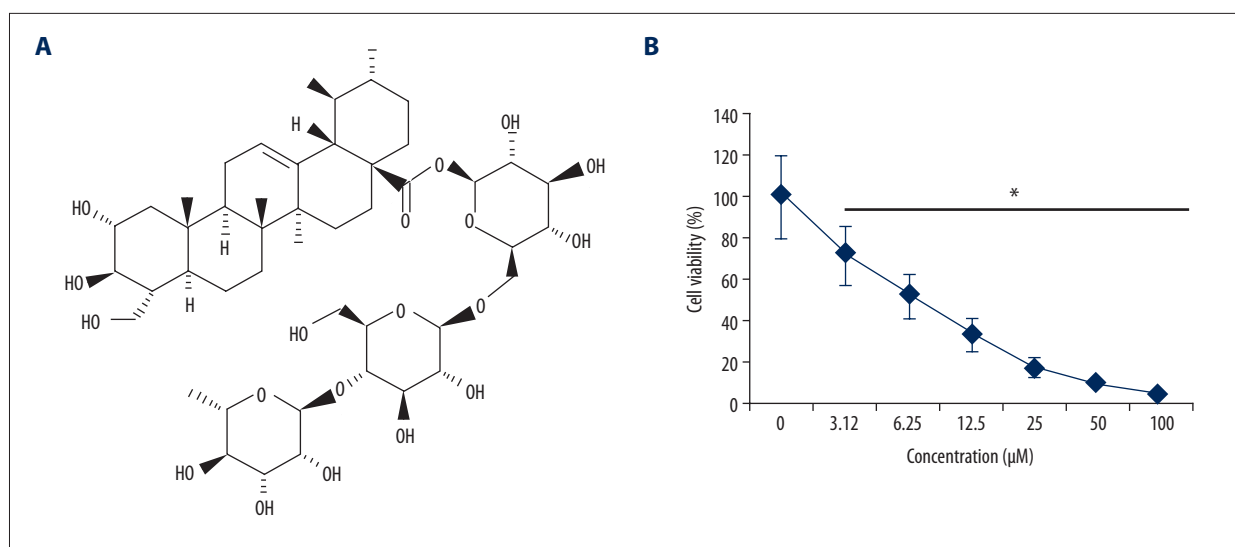 A
H
OH
O
OH
HO
O
O
OH
H
HO
H
O
HO
O
HO
O
O
OH
O
OH
HO
OH
OH
B
Cell viability (%)
140
120
100
80
60
40
20
0
*
0 3.12 6.25 12.5 25 50 100
Concentration (µM)